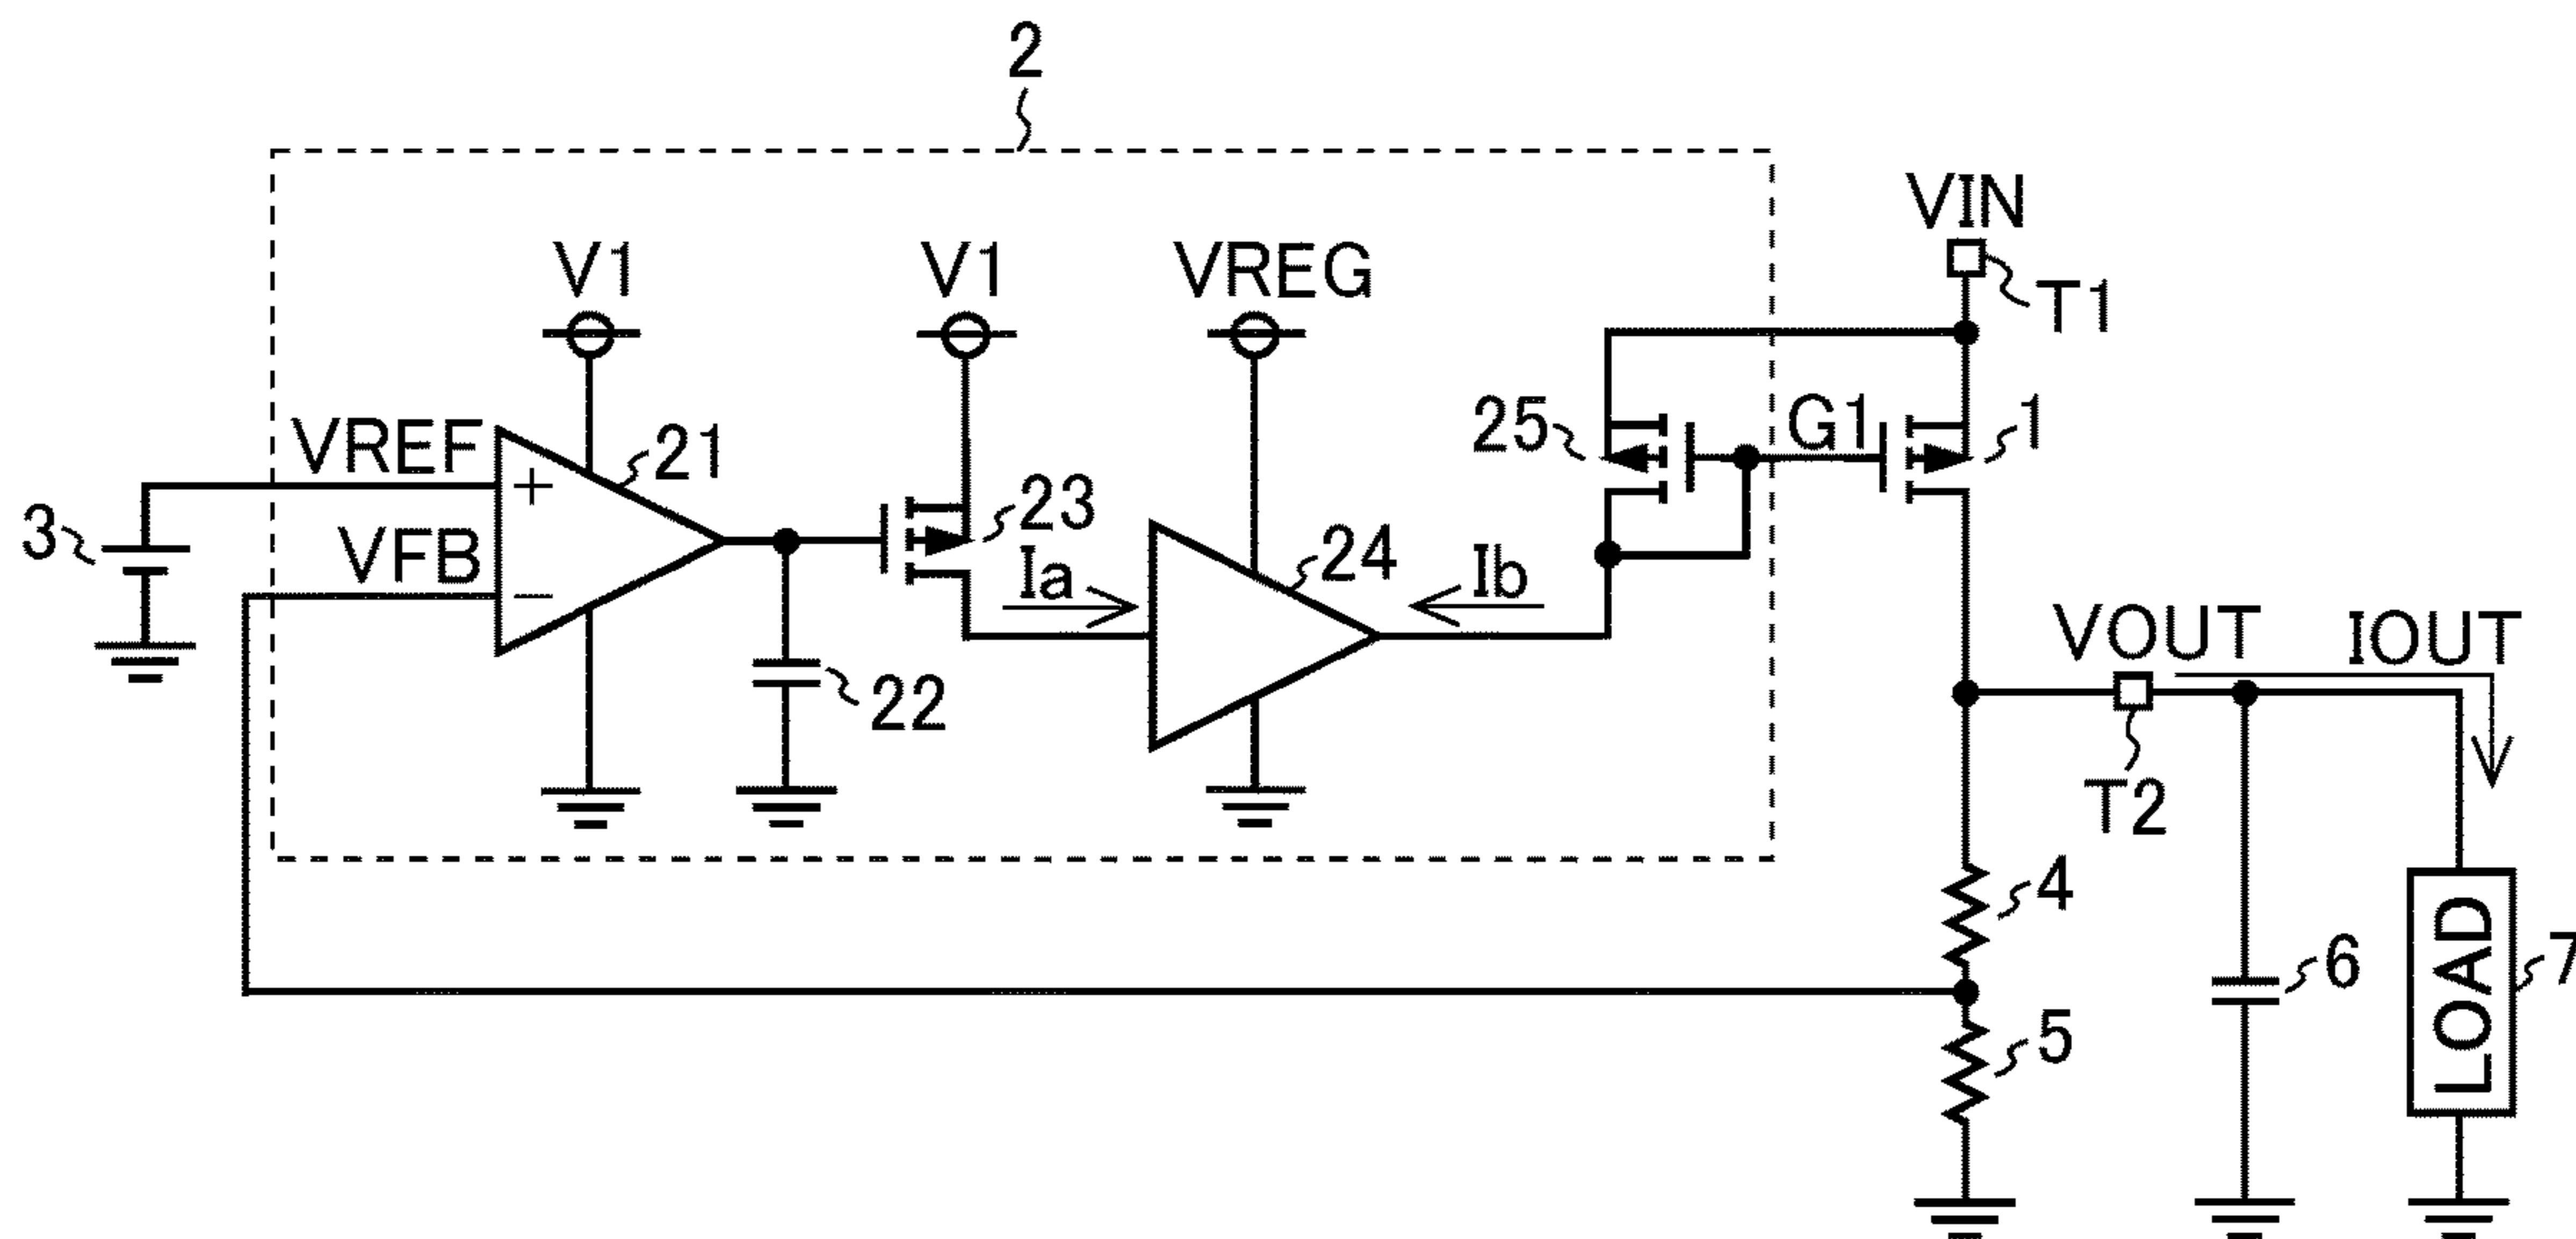 2
VIN
T1
V1
V1
VREG
VREF
+
21
25
G1
1
3
VFB
−
23
Ia
24
Ib
22
VOUT
IOUT
T2
4
LOAD
6
7
5